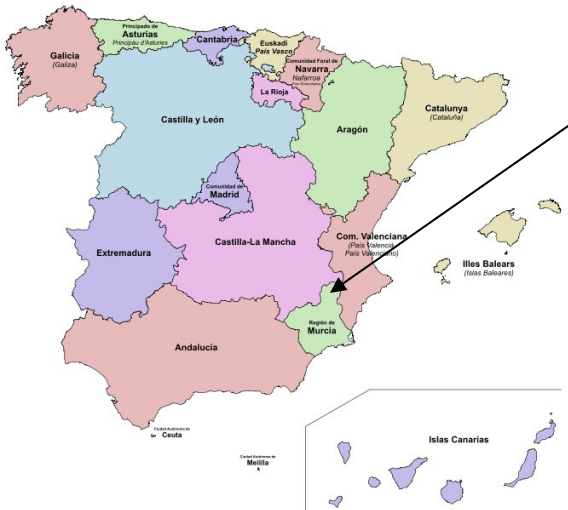 Principado de
Asturias
Principáu d'Asturies
Cantabria
Euskadi
País Vasco
Galicia
(Galiza)
Comunidad Foral de
Navarra
Nafarroa
La Rioja
Catalunya
(Cataluña)
Castilla y León
Aragón
Comunidad de
Madrid
Com. Valenciana
(País Valencià
País Valenciano)
Castilla-La Mancha
Extremadura
Illes Balears
(Islas Baleares)
Región de
Murcia
Andalucía
Ciudad Autónoma de
Ceuta
Ciudad Autónoma de
Melilla
Islas Canarias